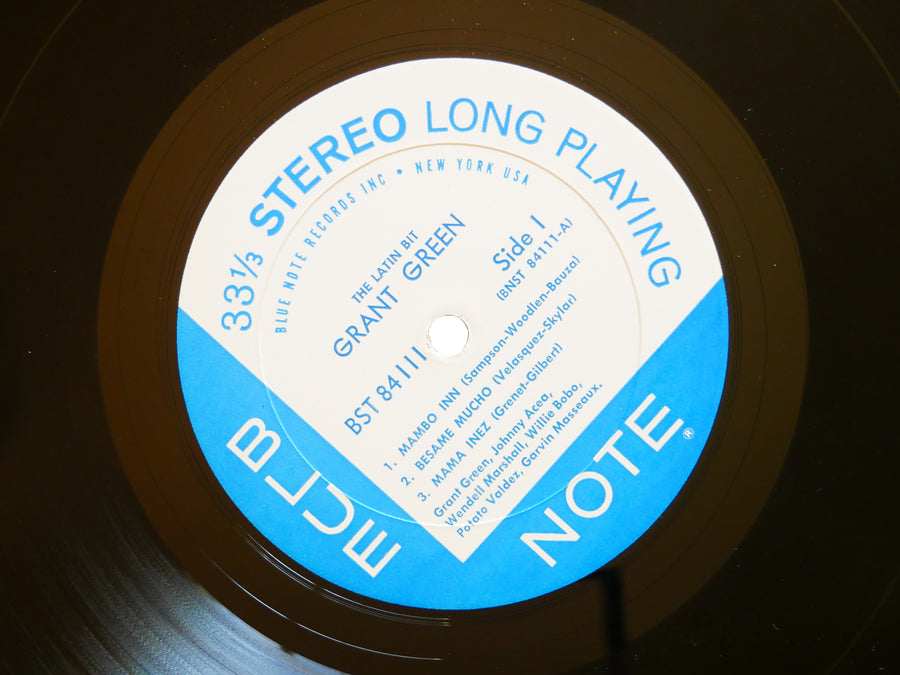 33⅓ STEREO LONG PLAYING
BLUE NOTE RECORDS INC • NEW YORK USA
THE LATIN BIT
GRANT GREEN
Side 1
(BNST 84111-A)
BST 84111
1. MAMBO INN (Sampson-Woodlen-Bauza)
2. BESAME MUCHO (Velasquez-Skylar)
3. MAMA INEZ (Grenet-Gilbert)
Grant Green, Johnny Acea,
Wendell Marshall, Willie Bobo,
Potato Valdez, Garvin Masseaux.
BLUE NOTE®